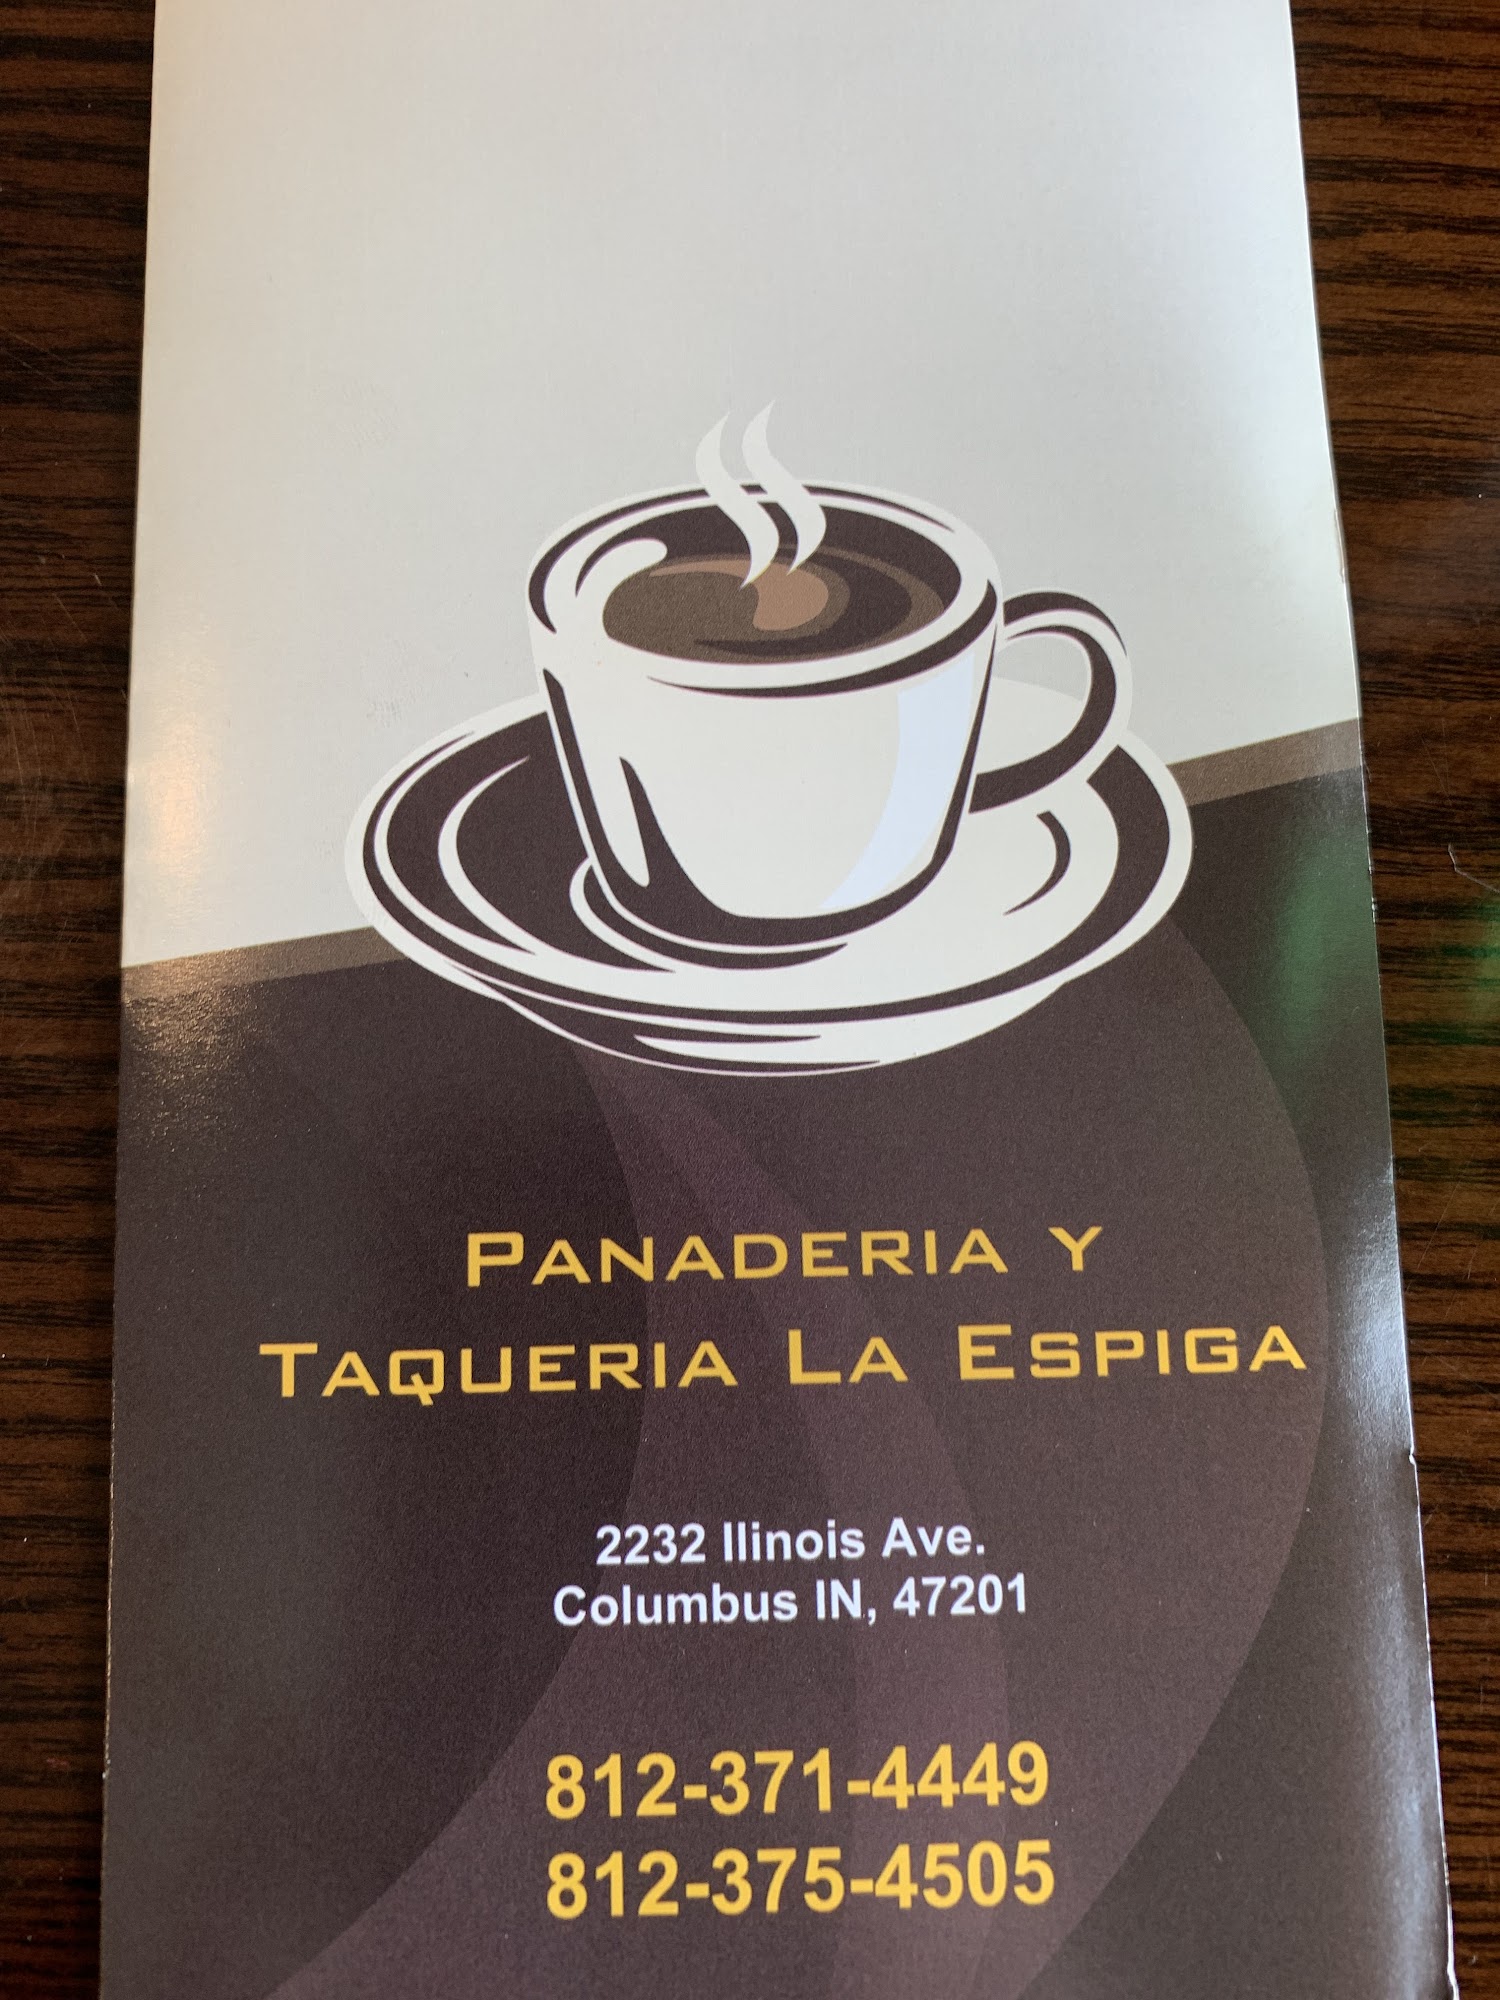 PANADERIA Y
TAQUERIA LA ESPIGA
2232 Ilinois Ave.
Columbus IN, 47201
812-371-4449
812-375-4505